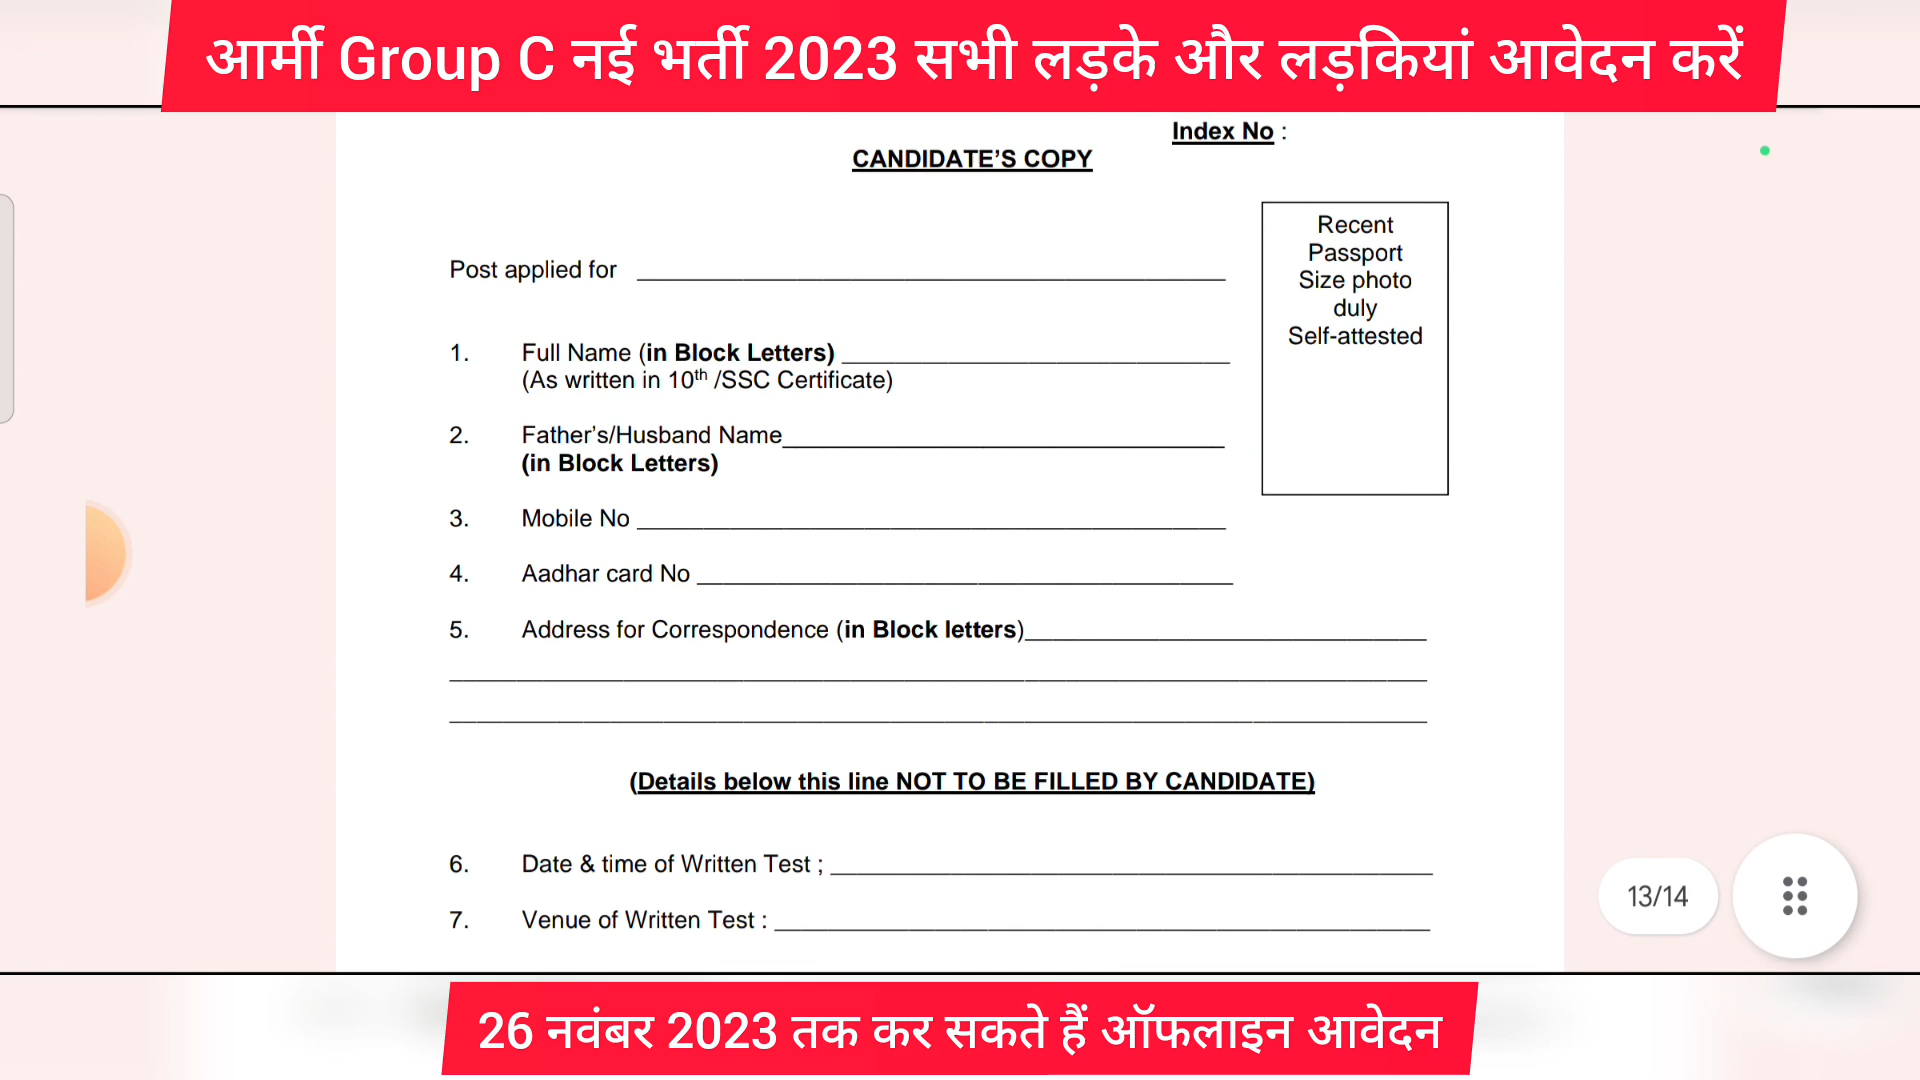 आर्मी Group C नई भर्ती 2023 सभी लड़के और लड़कियां आवेदन करें
Index No :
CANDIDATE'S COPY
Recent
Passport
Size photo
duly
Self-attested
Post applied for
1. Full Name (in Block Letters)
(As written in 10th /SSC Certificate)
2. Father's/Husband Name
(in Block Letters)
3. Mobile No
4. Aadhar card No
5. Address for Correspondence (in Block letters)
(Details below this line NOT TO BE FILLED BY CANDIDATE)
6. Date & time of Written Test ;
7. Venue of Written Test :
13/14
26 नवंबर 2023 तक कर सकते हैं ऑफलाइन आवेदन